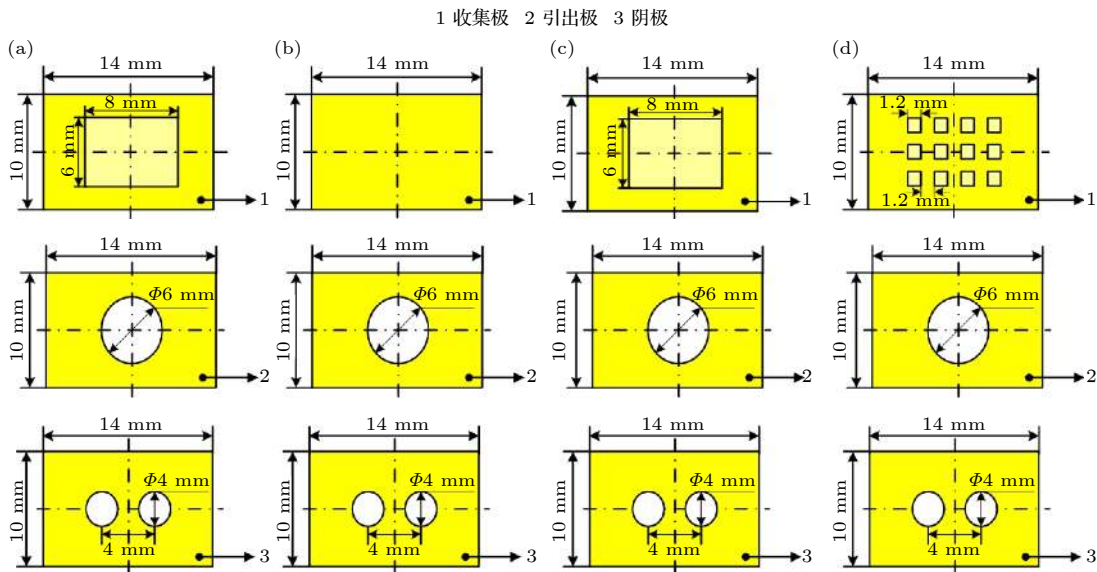 1 收集极 2 引出极 3 阴极
(a) (b) (c) (d)
14 mm 14 mm 14 mm 14 mm
8 mm 8 mm 1.2 mm
10 mm 6 mm 10 mm 10 mm 6 mm 10 mm
1.2 mm
1 1 1 1
14 mm 14 mm 14 mm 14 mm
Φ6 mm Φ6 mm Φ6 mm Φ6 mm
10 mm 10 mm 10 mm 10 mm
2 2 2 2
14 mm 14 mm 14 mm 14 mm
Φ4 mm Φ4 mm Φ4 mm Φ4 mm
10 mm 10 mm 10 mm 10 mm
4 mm 4 mm 4 mm 4 mm
3 3 3 3